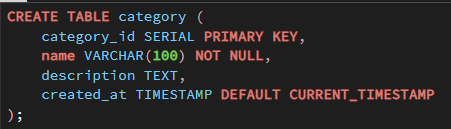 CREATE TABLE category (
    category_id SERIAL PRIMARY KEY,
    name VARCHAR(100) NOT NULL,
    description TEXT,
    created_at TIMESTAMP DEFAULT CURRENT_TIMESTAMP
);